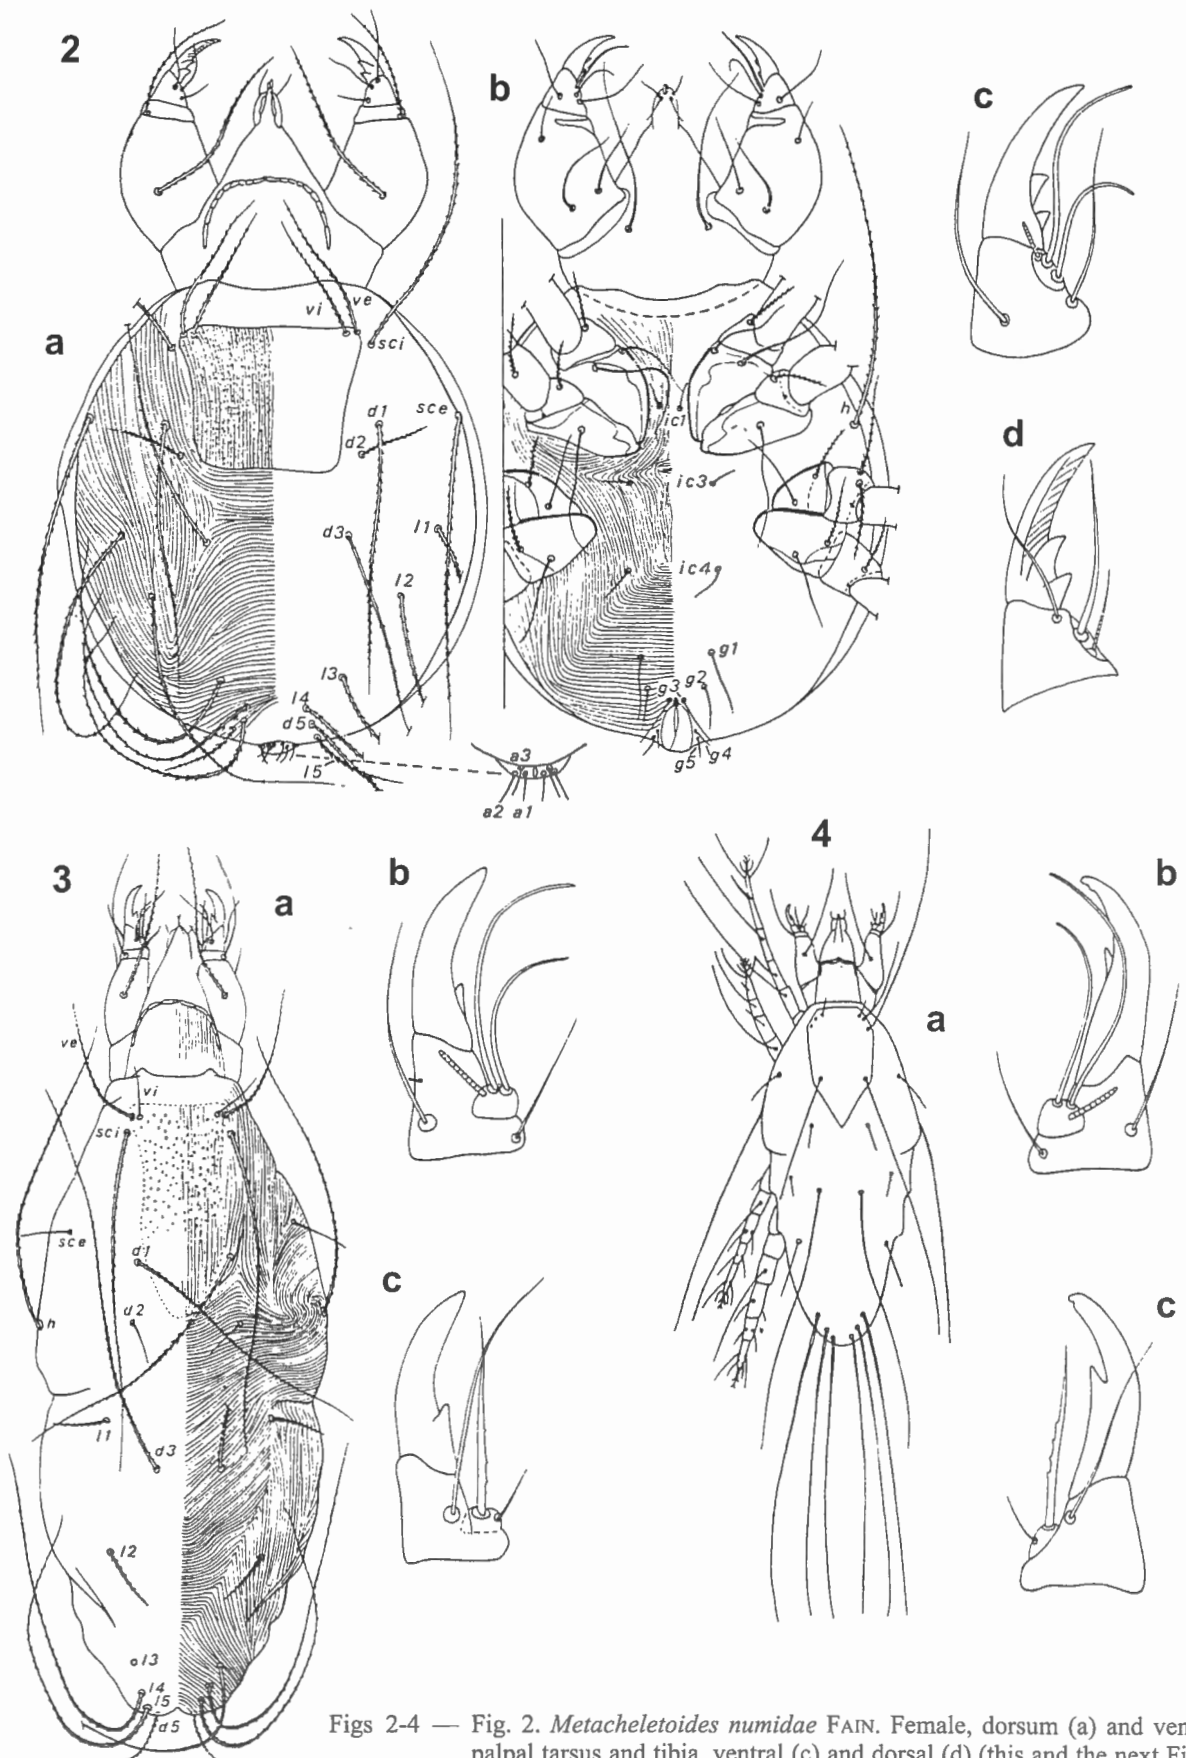 2
a
b
c
d
vi
ve
sci
d1
sce
d2
d3
l1
l2
l3
l4
d5
l5
h
ic1
ic3
ic4
g1
g3
g2
g5
g4
a3
a2 a1
3
a
b
c
ve
vi
sci
sce
d1
d2
h
l1
d3
l2
l3
l4
l5
d5
4
a
b
c
Figs 2-4 — Fig. 2. Metacheletoides numidae FAIN. Female, dorsum (a) and
palpal tarsus and tibia, ventral (c) and dorsal (d) (this and the next